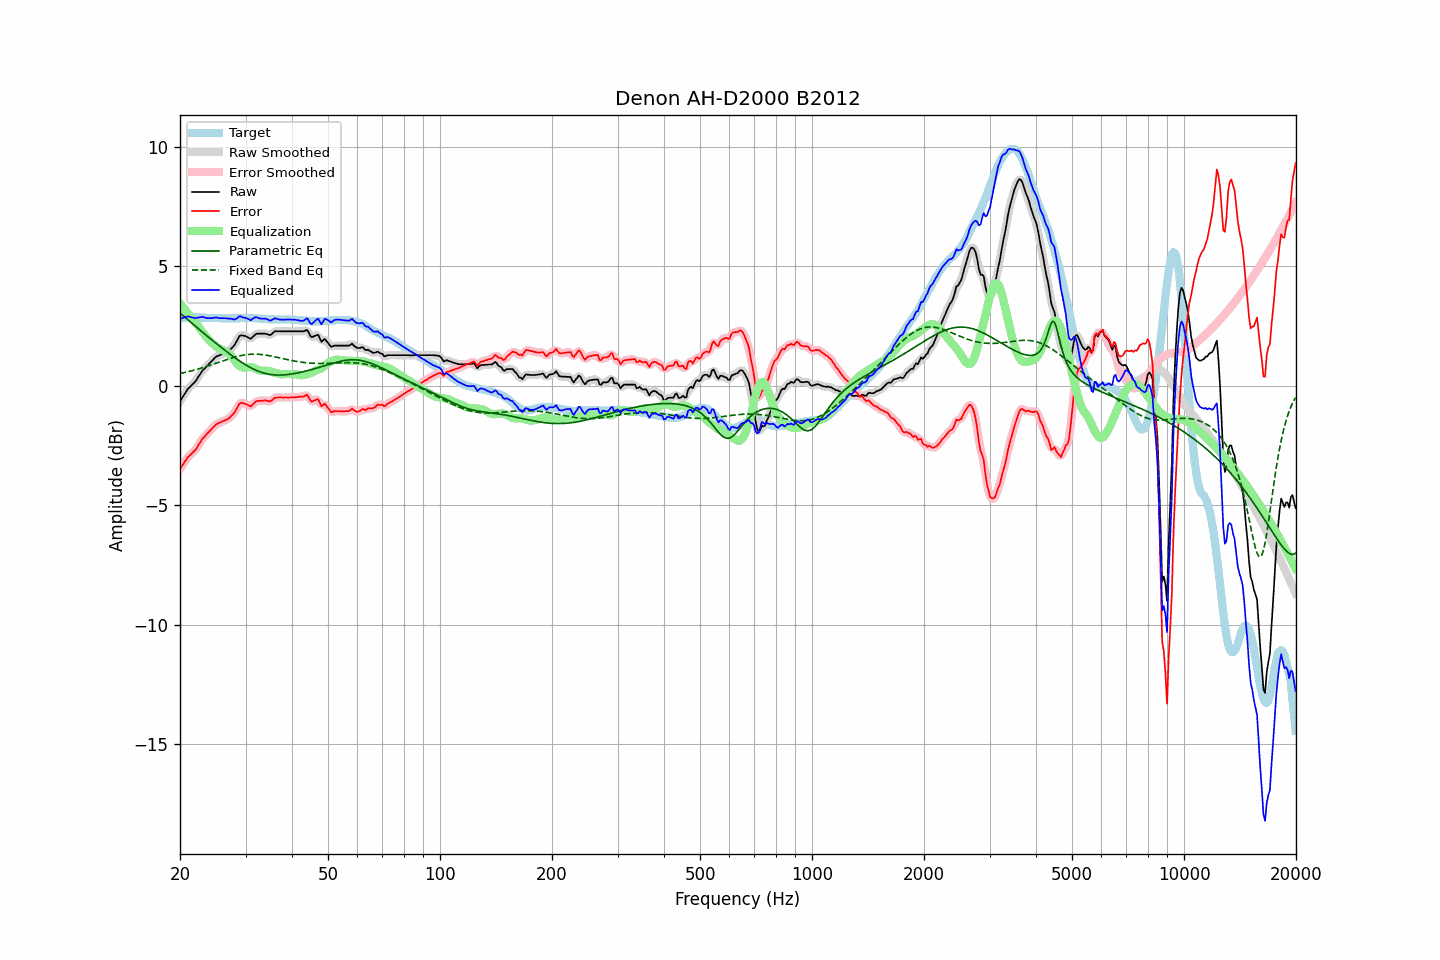 Denon AH-D2000 B2012
Target
Raw Smoothed
Error Smoothed
Raw
Error
Equalization
Parametric Eq
Fixed Band Eq
Equalized
10
5
0
−5
−10
−15
Amplitude (dBr)
20 50 100 200 500 1000 2000 5000 10000 20000
Frequency (Hz)